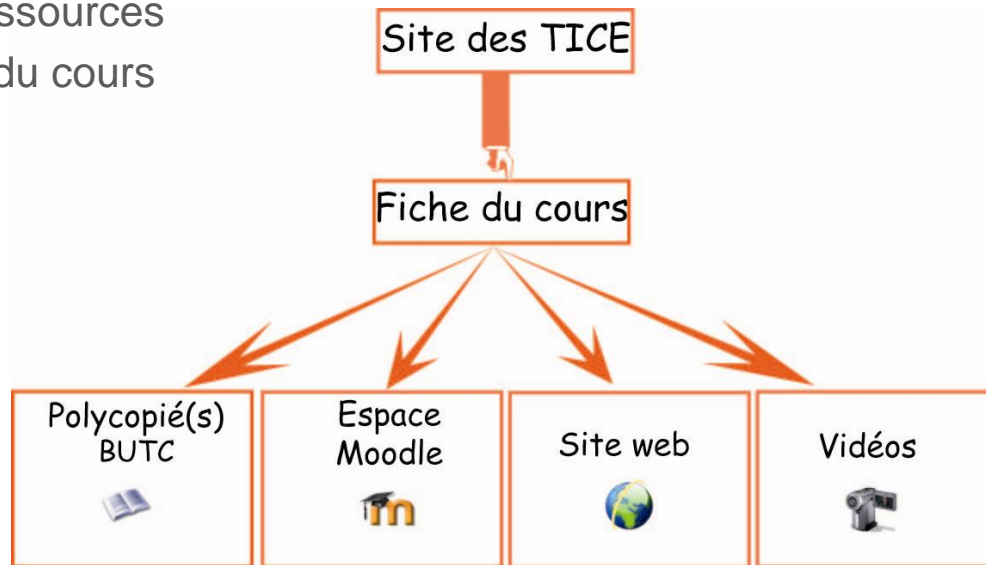 ssources
du cours
Site des TICE
Fiche du cours
Polycopié(s)
BUTC
Espace
Moodle
Site web
Vidéos